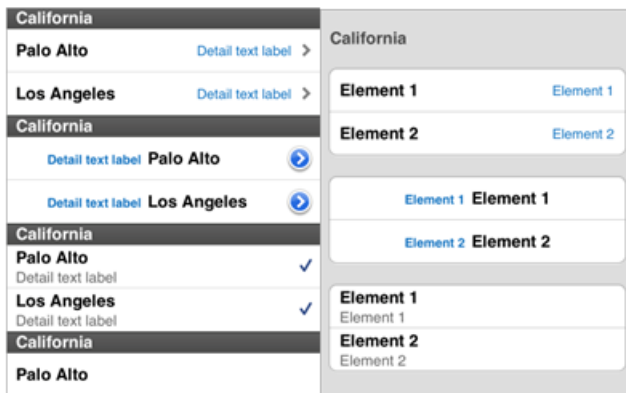 California
Palo Alto Detail text label
Los Angeles Detail text label
California
Detail text label Palo Alto
Detail text label Los Angeles
California
Palo Alto
Detail text label
Los Angeles
Detail text label
California
Palo Alto
California
Element 1 Element 1
Element 2 Element 2
Element 1 Element 1
Element 2 Element 2
Element 1
Element 1
Element 2
Element 2